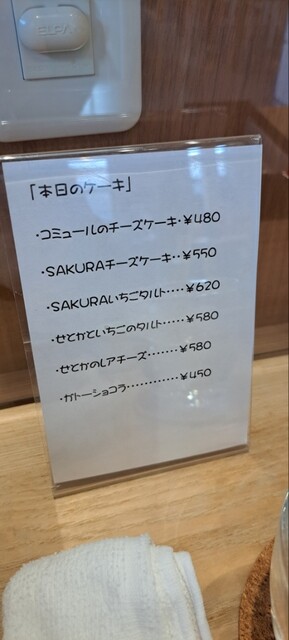 ELPA
「本日のケーキ」
・コミュールのチーズケーキ・¥480
・SAKURAチーズケーキ・・¥550
・SAKURAいちごタルト・・・・¥620
・せとかといちごのタルト・・・・・¥580
・せとかのレアチーズ・・・・・・・¥580
・ガトーショコラ・・・・・・・・・・・・¥450